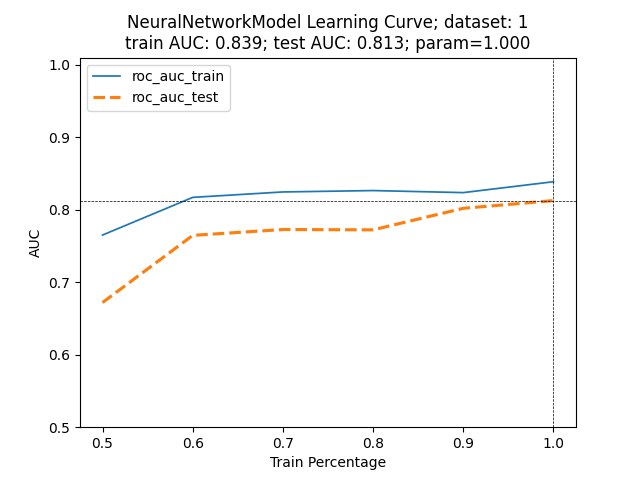 NeuralNetworkModel Learning Curve; dataset: 1
train AUC: 0.839; test AUC: 0.813; param=1.000
roc_auc_train
roc_auc_test
1.0
0.9
0.8
0.7
0.6
0.5
AUC
0.5 0.6 0.7 0.8 0.9 1.0
Train Percentage